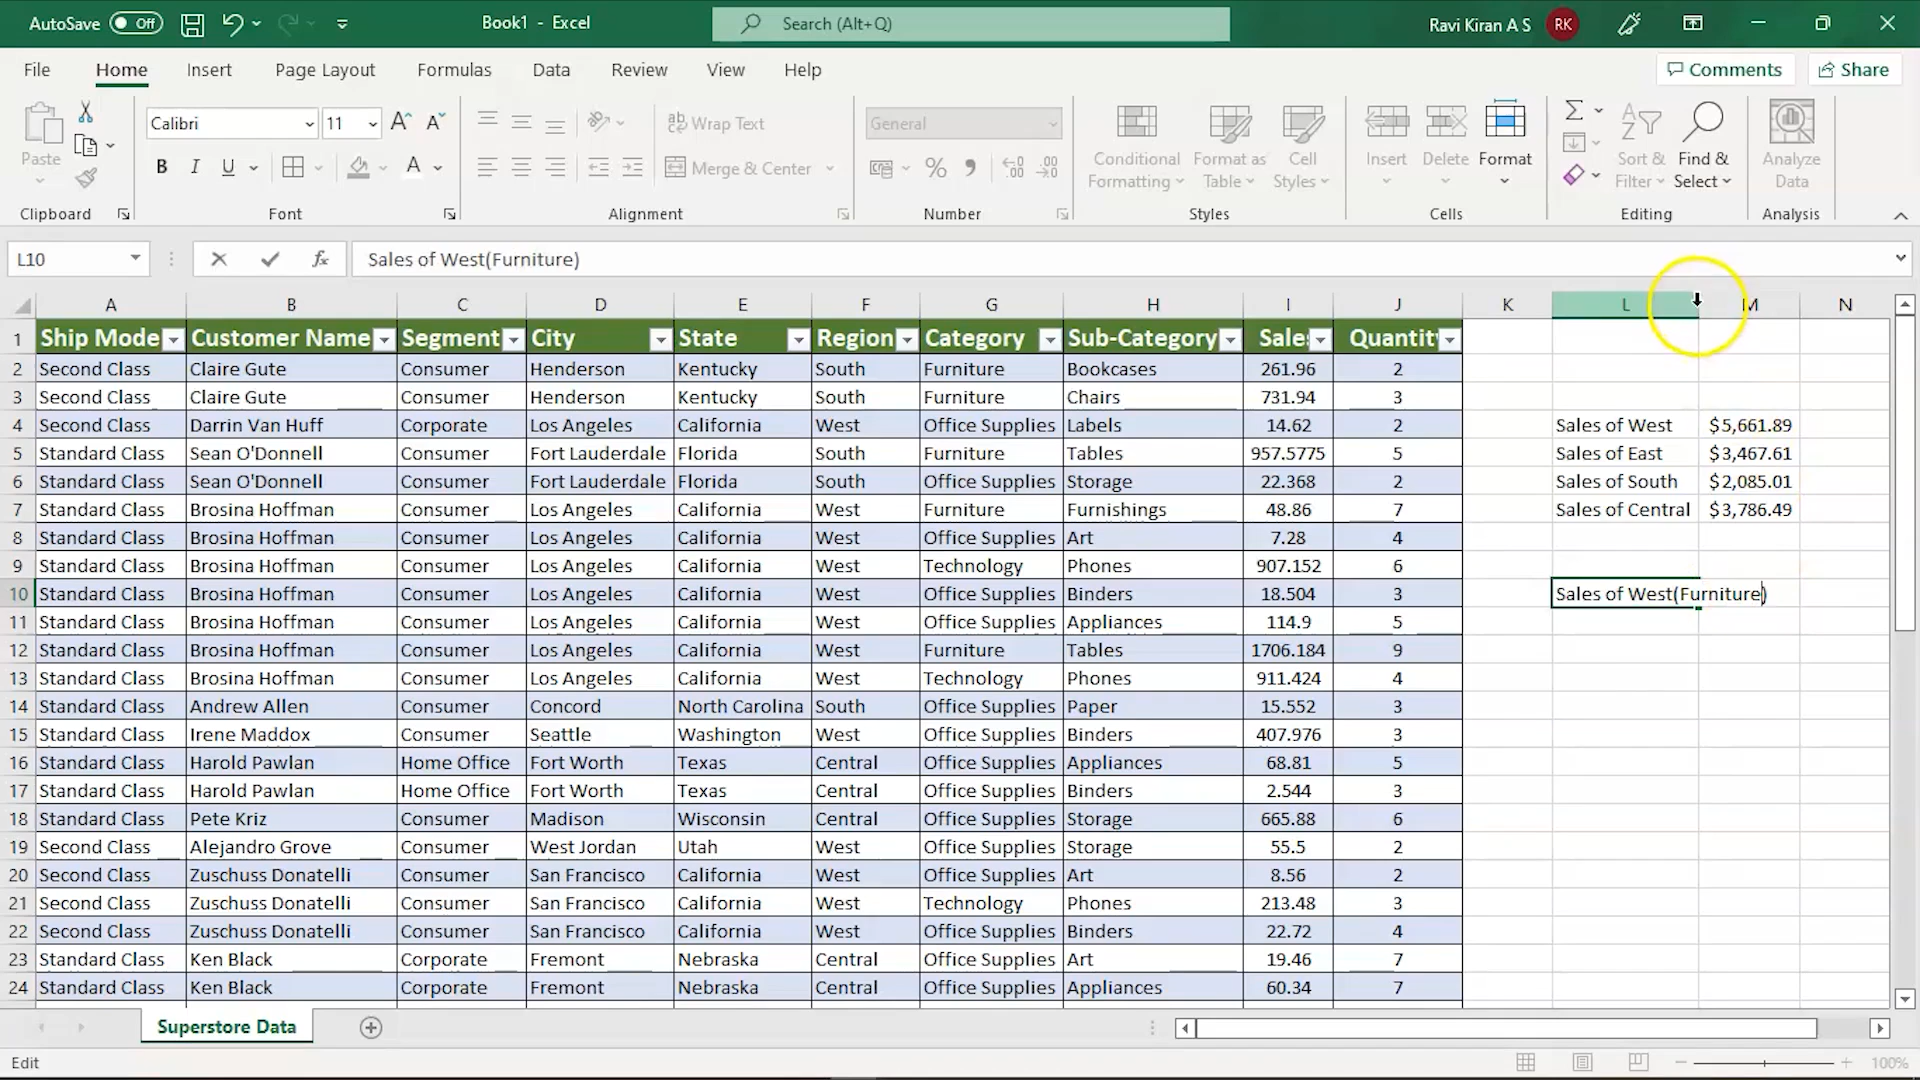 AutoSave Off Book1 - Excel Search (Alt+Q) Ravi Kiran A S RK
File Home Insert Page Layout Formulas Data Review View Help Comments Share
Calibri 11 Wrap Text General
Paste B I U Merge & Center % Conditional Formatting Format as Table Cell Styles Insert Delete Format Sort & Filter Find & Select Analyze Data
Clipboard Font Alignment Number Styles Cells Editing Analysis
L10 fx Sales of West(Furniture)
A B C D E F G H I J K L M N
1 Ship Mode Customer Name Segment City State Region Category Sub-Category Sale Quantit
2 Second Class Claire Gute Consumer Henderson Kentucky South Furniture Bookcases 261.96 2
3 Second Class Claire Gute Consumer Henderson Kentucky South Furniture Chairs 731.94 3
4 Second Class Darrin Van Huff Corporate Los Angeles California West Office Supplies Labels 14.62 2 Sales of West $5,661.89
5 Standard Class Sean O'Donnell Consumer Fort Lauderdale Florida South Furniture Tables 957.5775 5 Sales of East $3,467.61
6 Standard Class Sean O'Donnell Consumer Fort Lauderdale Florida South Office Supplies Storage 22.368 2 Sales of South $2,085.01
7 Standard Class Brosina Hoffman Consumer Los Angeles California West Furniture Furnishings 48.86 7 Sales of Central $3,786.49
8 Standard Class Brosina Hoffman Consumer Los Angeles California West Office Supplies Art 7.28 4
9 Standard Class Brosina Hoffman Consumer Los Angeles California West Technology Phones 907.152 6
10 Standard Class Brosina Hoffman Consumer Los Angeles California West Office Supplies Binders 18.504 3 Sales of West(Furniture)
11 Standard Class Brosina Hoffman Consumer Los Angeles California West Office Supplies Appliances 114.9 5
12 Standard Class Brosina Hoffman Consumer Los Angeles California West Furniture Tables 1706.184 9
13 Standard Class Brosina Hoffman Consumer Los Angeles California West Technology Phones 911.424 4
14 Standard Class Andrew Allen Consumer Concord North Carolina South Office Supplies Paper 15.552 3
15 Standard Class Irene Maddox Consumer Seattle Washington West Office Supplies Binders 407.976 3
16 Standard Class Harold Pawlan Home Office Fort Worth Texas Central Office Supplies Appliances 68.81 5
17 Standard Class Harold Pawlan Home Office Fort Worth Texas Central Office Supplies Binders 2.544 3
18 Standard Class Pete Kriz Consumer Madison Wisconsin Central Office Supplies Storage 665.88 6
19 Second Class Alejandro Grove Consumer West Jordan Utah West Office Supplies Storage 55.5 2
20 Second Class Zuschuss Donatelli Consumer San Francisco California West Office Supplies Art 8.56 2
21 Second Class Zuschuss Donatelli Consumer San Francisco California West Technology Phones 213.48 3
22 Second Class Zuschuss Donatelli Consumer San Francisco California West Office Supplies Binders 22.72 4
23 Standard Class Ken Black Corporate Fremont Nebraska Central Office Supplies Art 19.46 7
24 Standard Class Ken Black Corporate Fremont Nebraska Central Office Supplies Appliances 60.34 7
Superstore Data
Edit 100%